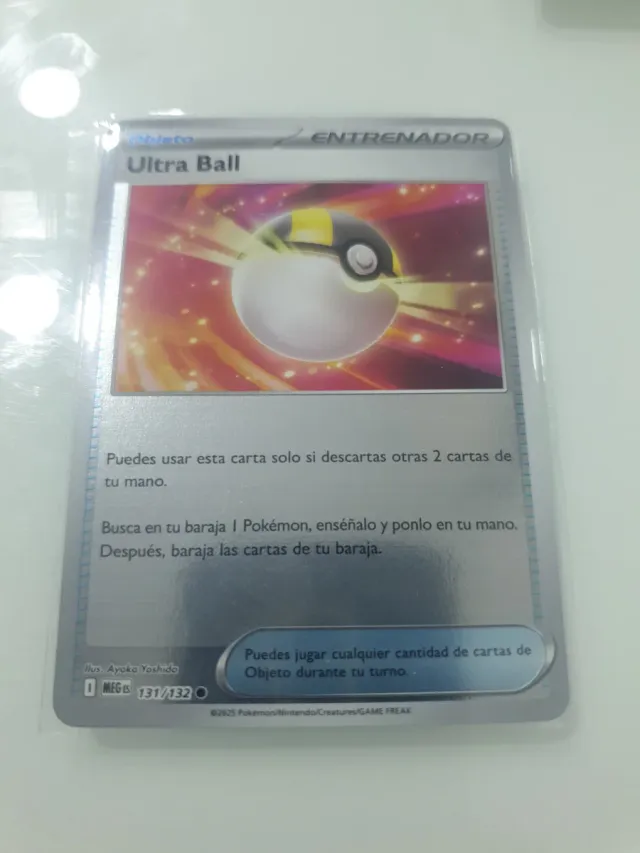 Objeto
ENTRENADOR
Ultra Ball
Puedes usar esta carta solo si descartas otras 2 cartas de
tu mano.
Busca en tu baraja 1 Pokémon, enséñalo y ponlo en tu mano.
Después, baraja las cartas de tu baraja.
Puedes jugar cualquier cantidad de cartas de
Objeto durante tu turno.
Ilus. Ayaka Yoshida
I MEG ES 131/132
©2025 Pokémon/Nintendo/Creatures/GAME FREAK